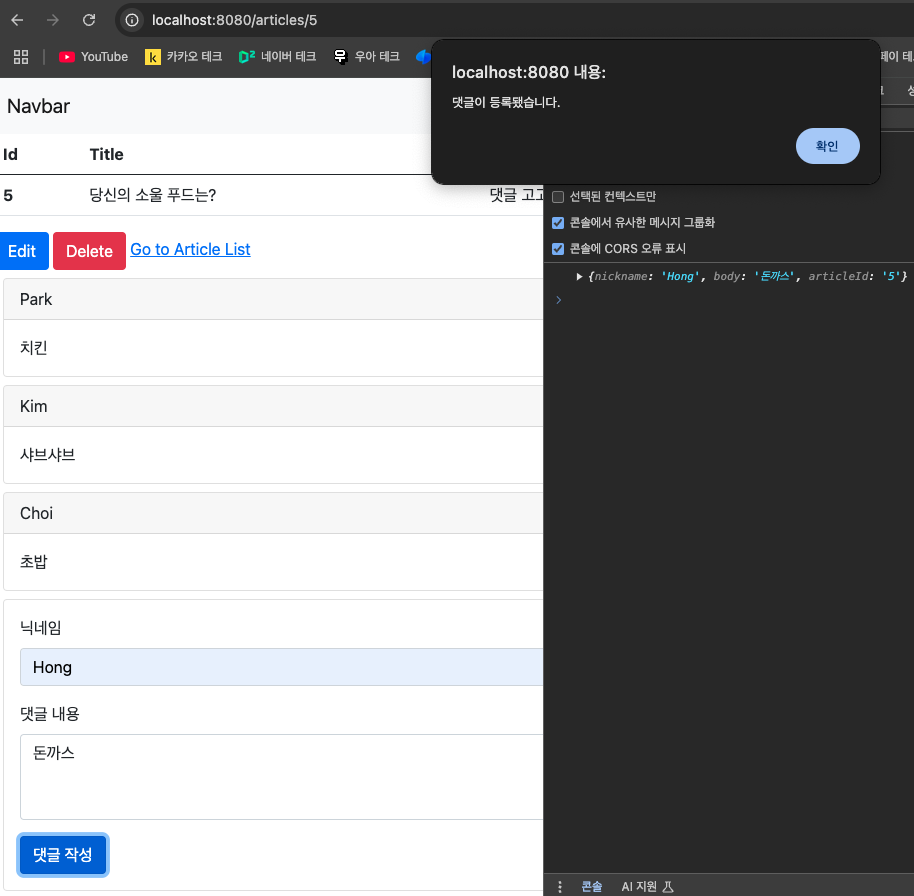 localhost:8080/articles/5
YouTube k 카카오 테크 D2 네이버 테크 우 우아 테크
localhost:8080 내용:
댓글이 등록됐습니다.
확인
Navbar
Id Title
5 당신의 소울 푸드는? 댓글 고고
Edit Delete Go to Article List
Park
치킨
Kim
샤브샤브
Choi
초밥
닉네임
Hong
댓글 내용
돈까스
댓글 작성
선택된 컨텍스트만
콘솔에서 유사한 메시지 그룹화
콘솔에 CORS 오류 표시
{nickname: 'Hong', body: '돈까스', articleId: '5'}
콘솔 AI 지원